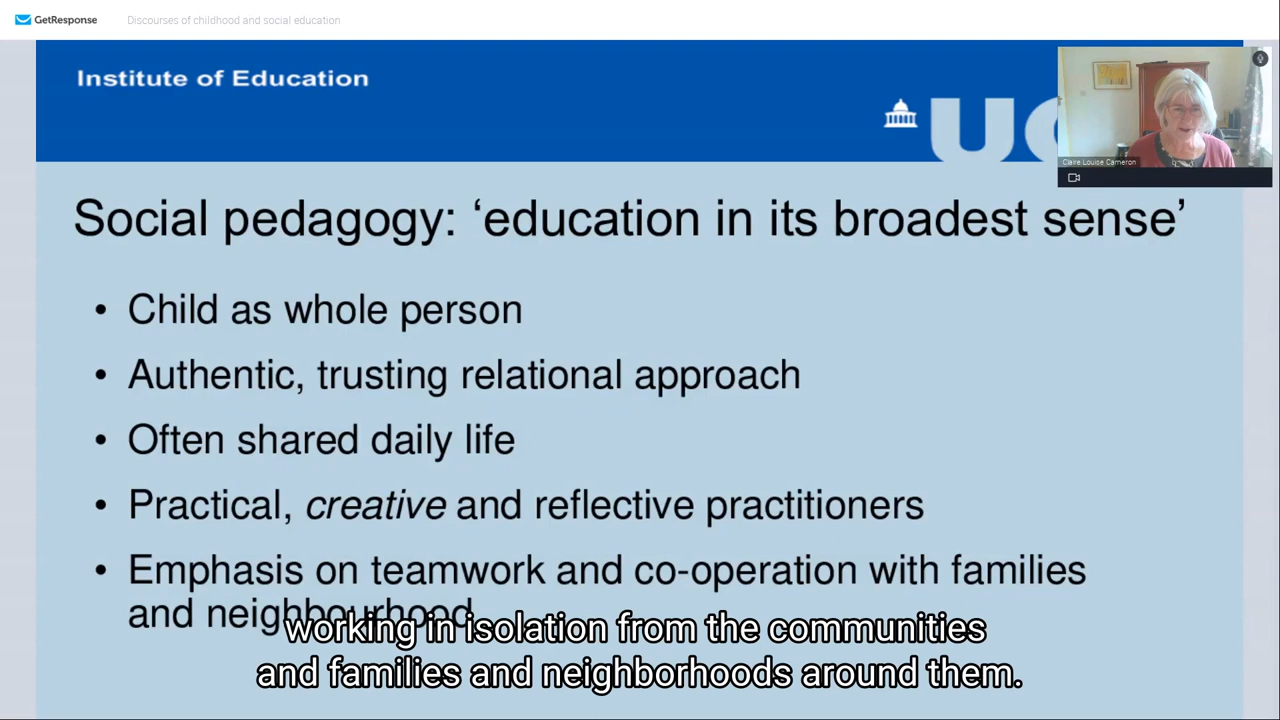 GetResponse
Discourses of childhood and social education
Institute of Education
Claire Louise Cameron
Social pedagogy: ‘education in its broadest sense’
• Child as whole person
• Authentic, trusting relational approach
• Often shared daily life
• Practical, creative and reflective practitioners
• Emphasis on teamwork and co-operation with families
and neighbourhood
working in isolation from the communities
and families and neighborhoods around them.